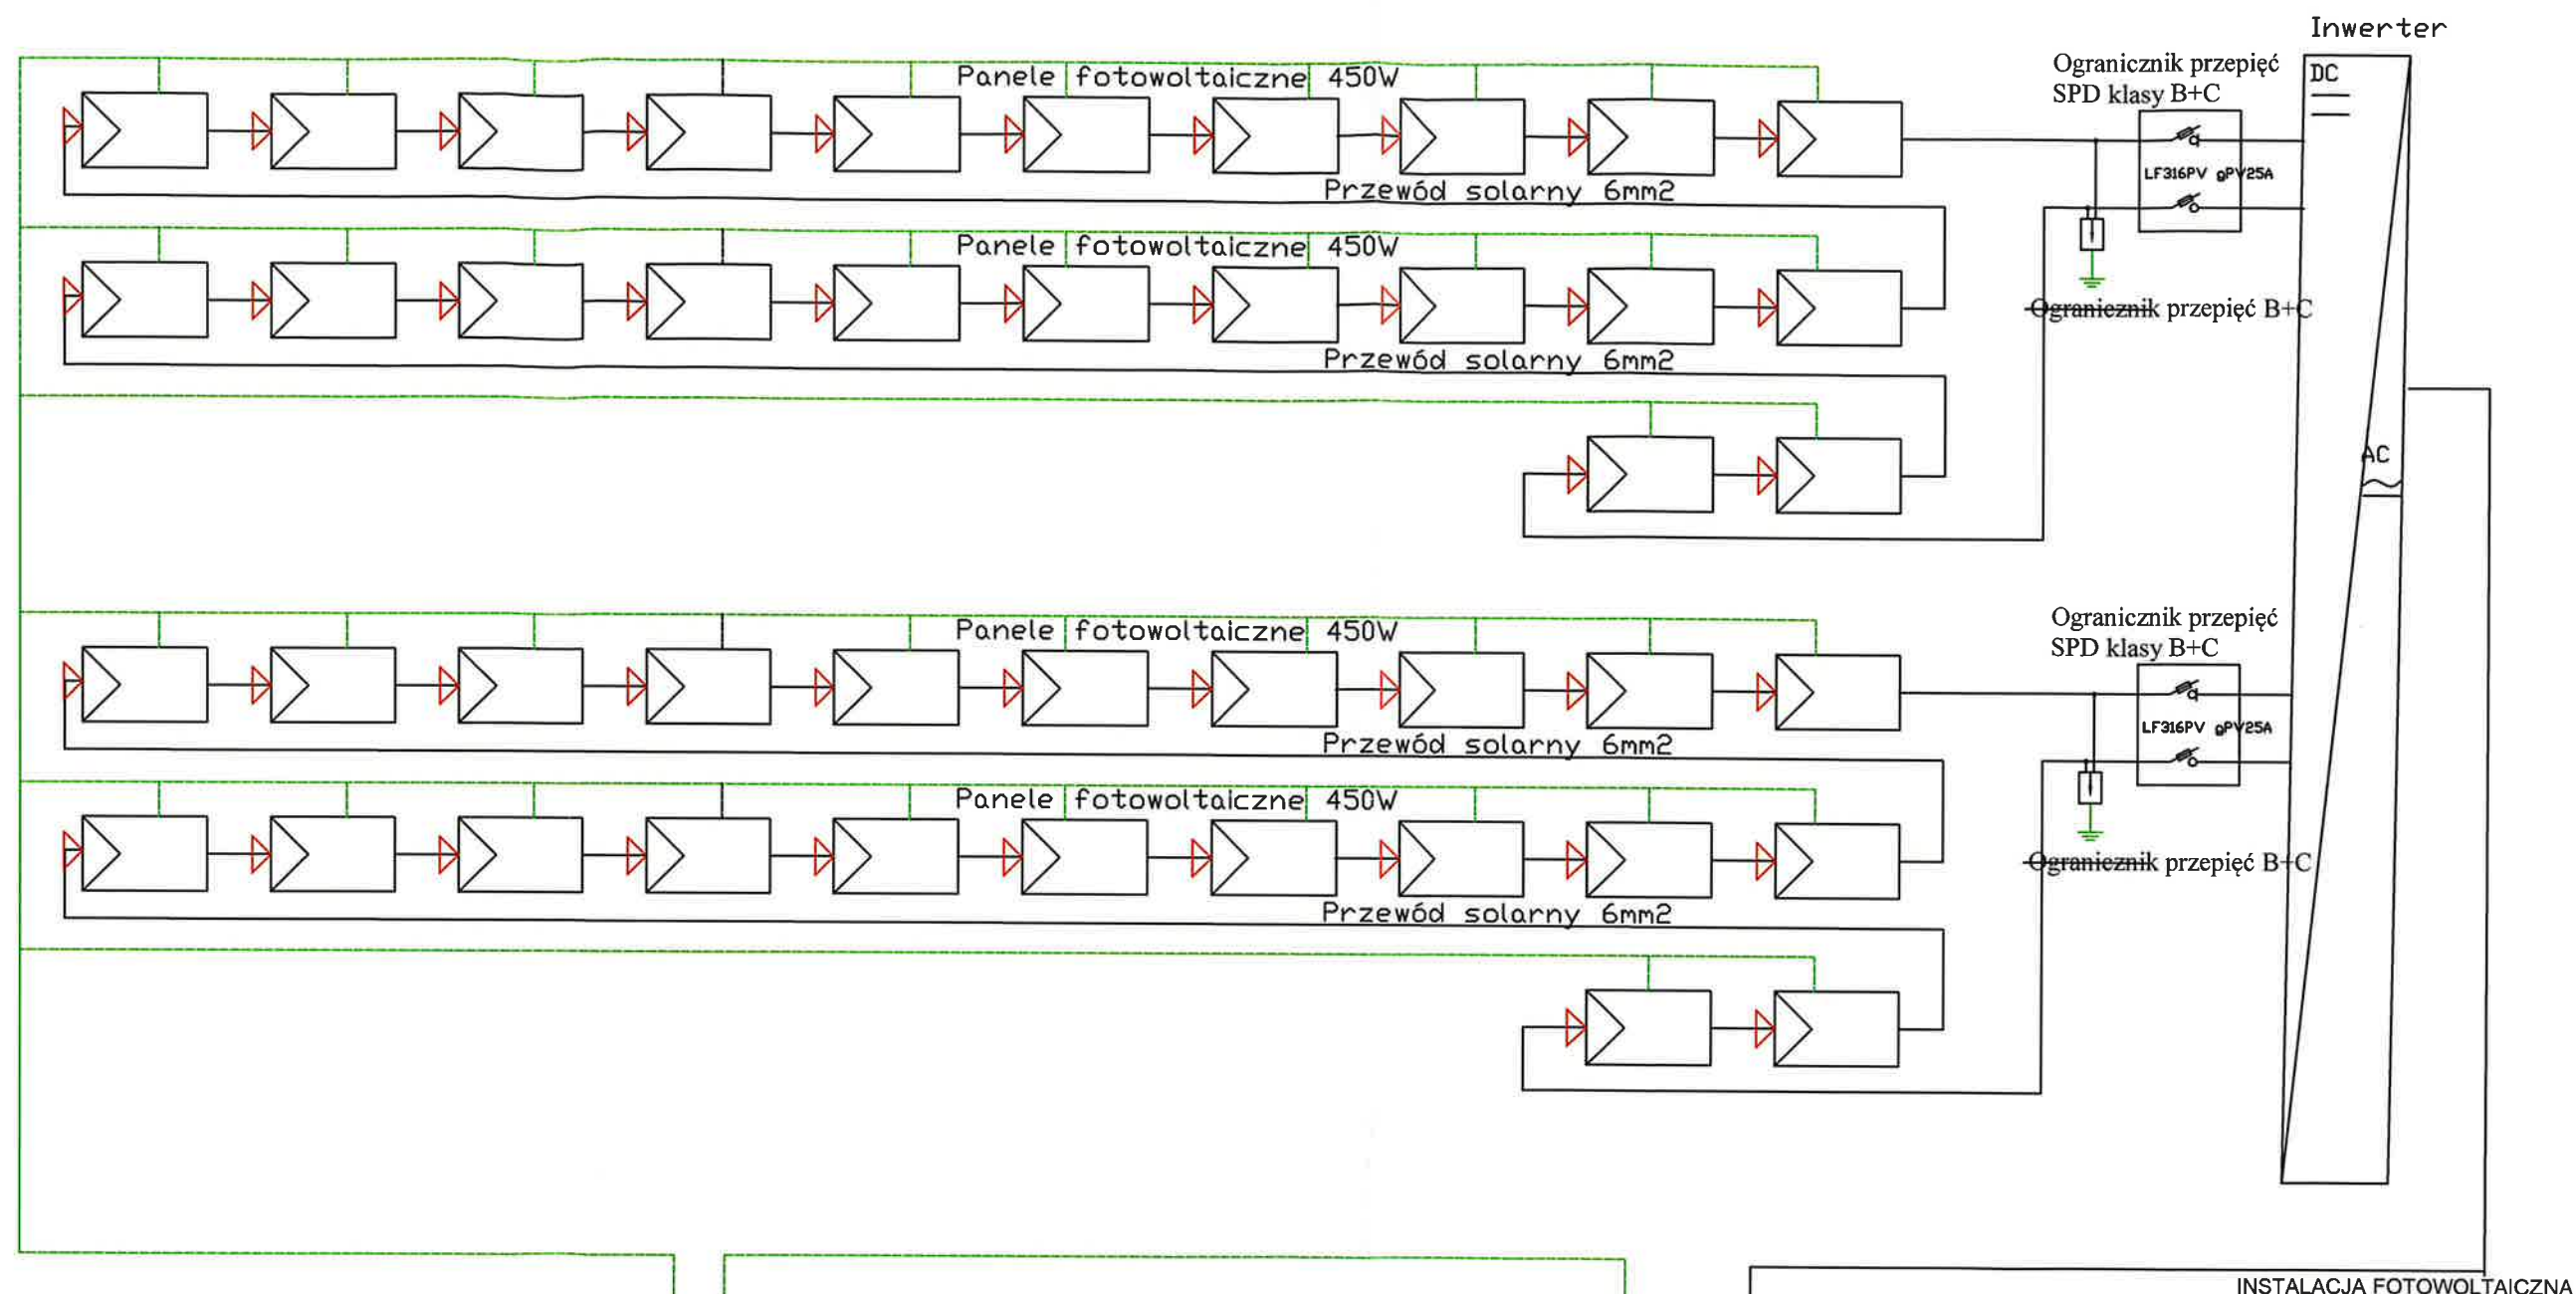 Inwerter
Ogranicznik przepięć
SPD klasy B+C
DC
Panele fotowoltaiczne 450W
LF316PV gPV25A
Przewód solarny 6mm2
Panele fotowoltaiczne 450W
Ogranicznik przepięć B+C
Przewód solarny 6mm2
AC
Ogranicznik przepięć
SPD klasy B+C
Panele fotowoltaiczne 450W
LF316PV gPV25A
Przewód solarny 6mm2
Panele fotowoltaiczne 450W
Ogranicznik przepięć B+C
Przewód solarny 6mm2
INSTALACJA FOTOWOLTAICZNA